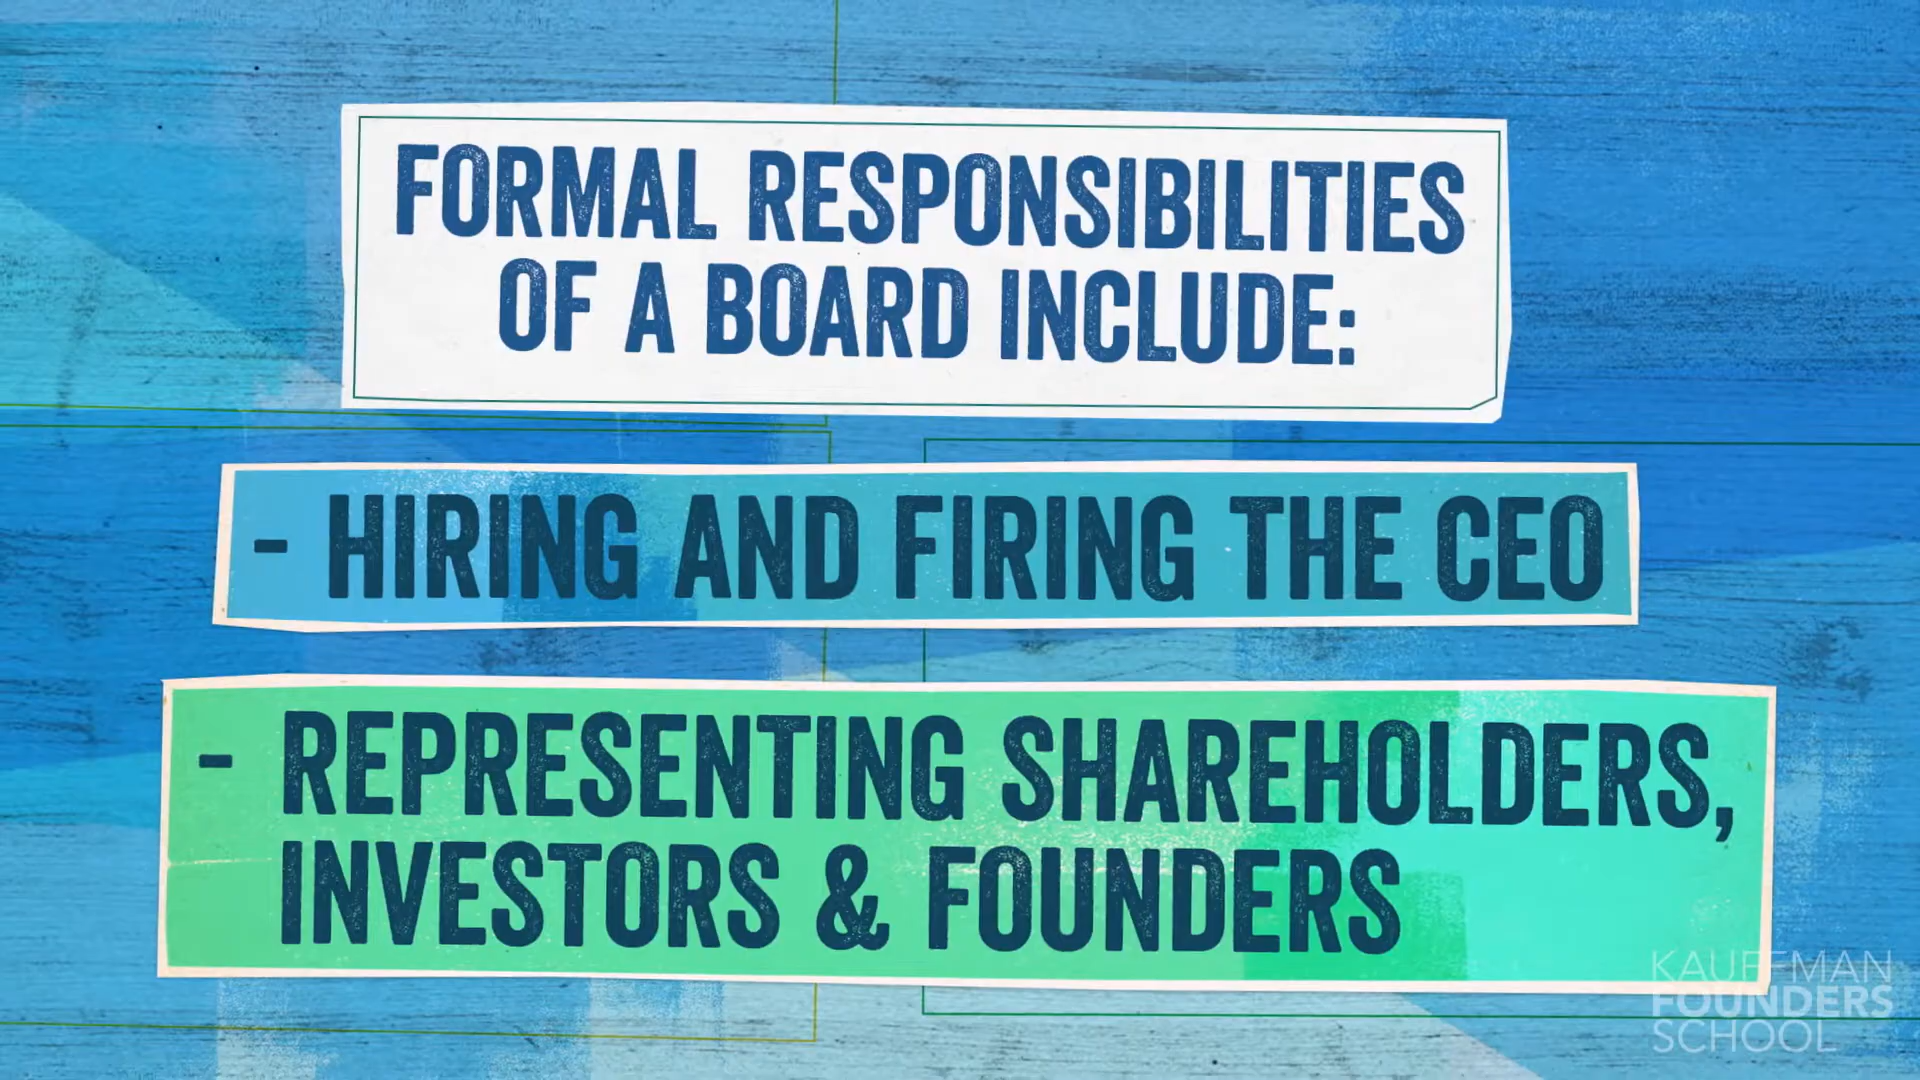 FORMAL RESPONSIBILITIES
OF A BOARD INCLUDE:
- HIRING AND FIRING THE CEO
- REPRESENTING SHAREHOLDERS,
INVESTORS & FOUNDERS
KAUFFMAN
FOUNDERS
SCHOOL